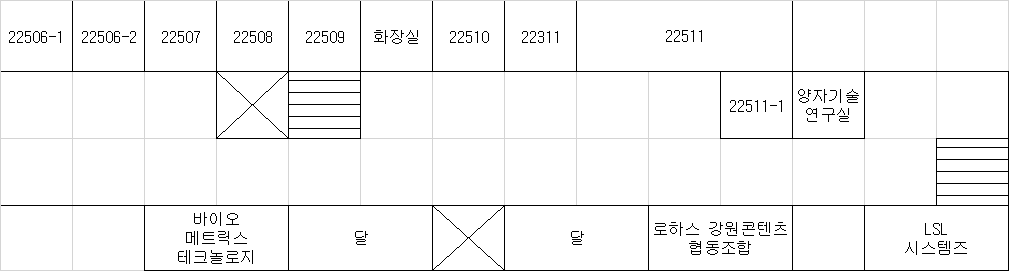 22506-1 22506-2 22507 22508 22509 화장실 22510 22311 22511
22511-1 양자기술
연구실
바이오
메트릭스
테크놀로지
달
달
로하스 강원콘텐츠
협동조합
LSL
시스템즈